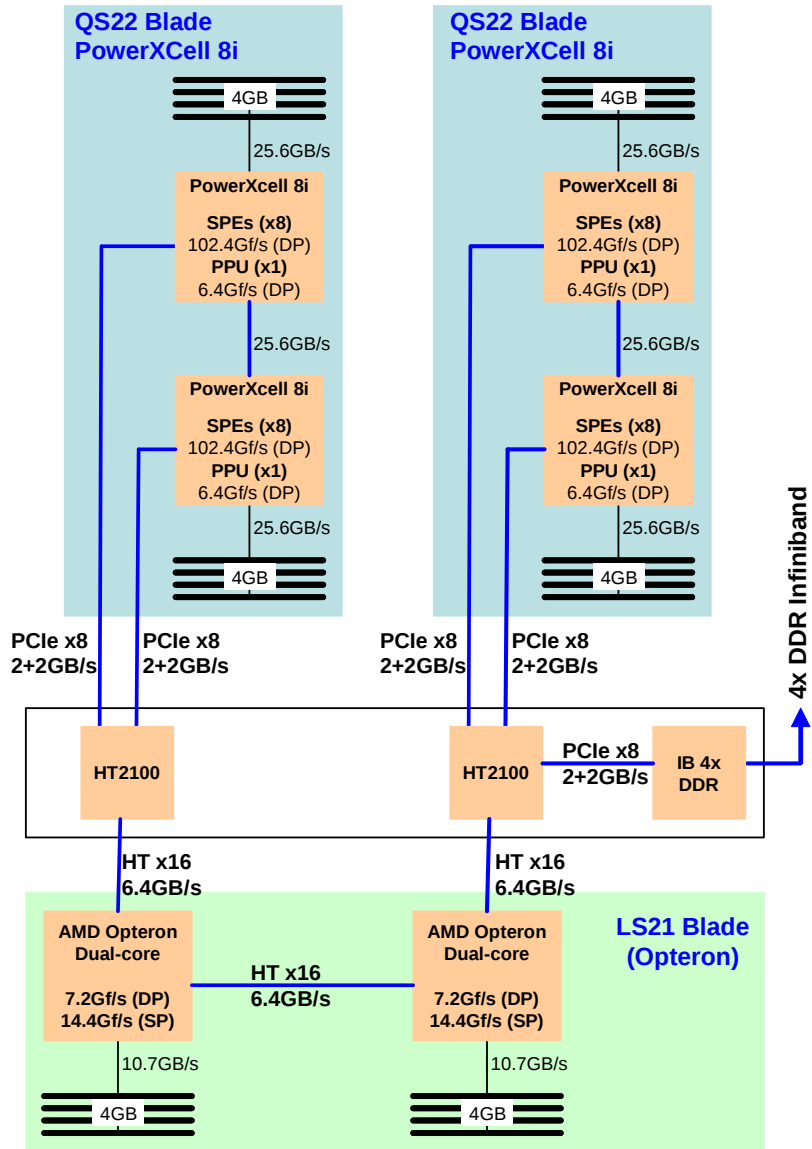 QS22 Blade
PowerXCell 8i
4GB
25.6GB/s
PowerXcell 8i
SPEs (x8)
102.4Gf/s (DP)
PPU (x1)
6.4Gf/s (DP)
25.6GB/s
PowerXcell 8i
SPEs (x8)
102.4Gf/s (DP)
PPU (x1)
6.4Gf/s (DP)
25.6GB/s
4GB
QS22 Blade
PowerXCell 8i
4GB
25.6GB/s
PowerXcell 8i
SPEs (x8)
102.4Gf/s (DP)
PPU (x1)
6.4Gf/s (DP)
25.6GB/s
PowerXcell 8i
SPEs (x8)
102.4Gf/s (DP)
PPU (x1)
6.4Gf/s (DP)
25.6GB/s
4GB
PCIe x8
2+2GB/s
PCIe x8
2+2GB/s
PCIe x8
2+2GB/s
PCIe x8
2+2GB/s
4x DDR Infiniband
HT2100
HT2100
PCIe x8
2+2GB/s
IB 4x
DDR
HT x16
6.4GB/s
HT x16
6.4GB/s
AMD Opteron
Dual-core
7.2Gf/s (DP)
14.4Gf/s (SP)
HT x16
6.4GB/s
AMD Opteron
Dual-core
7.2Gf/s (DP)
14.4Gf/s (SP)
LS21 Blade
(Opteron)
10.7GB/s
4GB
10.7GB/s
4GB